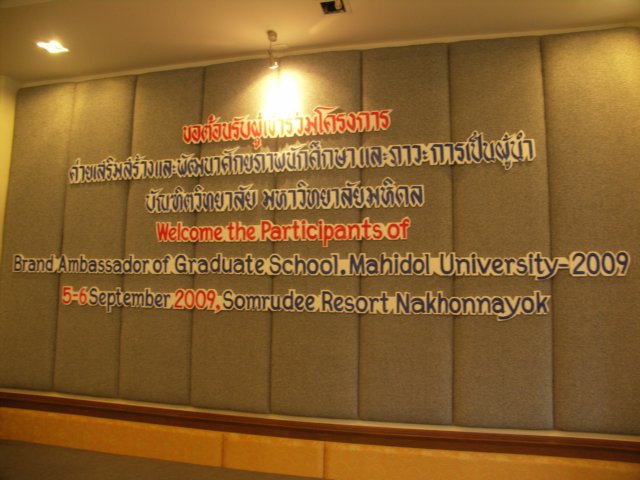 ขอต้อนรับผู้เข้าร่วมโครงการ
ค่ายเสริมสร้างและพัฒนาศักยภาพนักศึกษาและภาวะการเป็นผู้นำ
บัณฑิตวิทยาลัย มหาวิทยาลัยมหิดล
Welcome the Participants of
Brand Ambassador of Graduate School, Mahidol University-2009
5-6 September 2009, Somrudee Resort Nakhonnayok